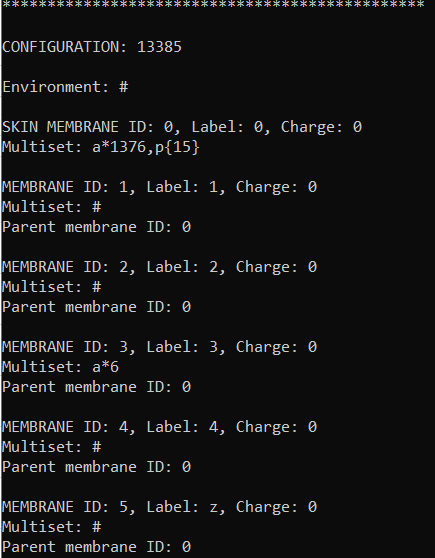 ********************************************
CONFIGURATION: 13385
Environment: #
SKIN MEMBRANE ID: 0, Label: 0, Charge: 0
Multiset: a*1376,p{15}
MEMBRANE ID: 1, Label: 1, Charge: 0
Multiset: #
Parent membrane ID: 0
MEMBRANE ID: 2, Label: 2, Charge: 0
Multiset: #
Parent membrane ID: 0
MEMBRANE ID: 3, Label: 3, Charge: 0
Multiset: a*6
Parent membrane ID: 0
MEMBRANE ID: 4, Label: 4, Charge: 0
Multiset: #
Parent membrane ID: 0
MEMBRANE ID: 5, Label: z, Charge: 0
Multiset: #
Parent membrane ID: 0